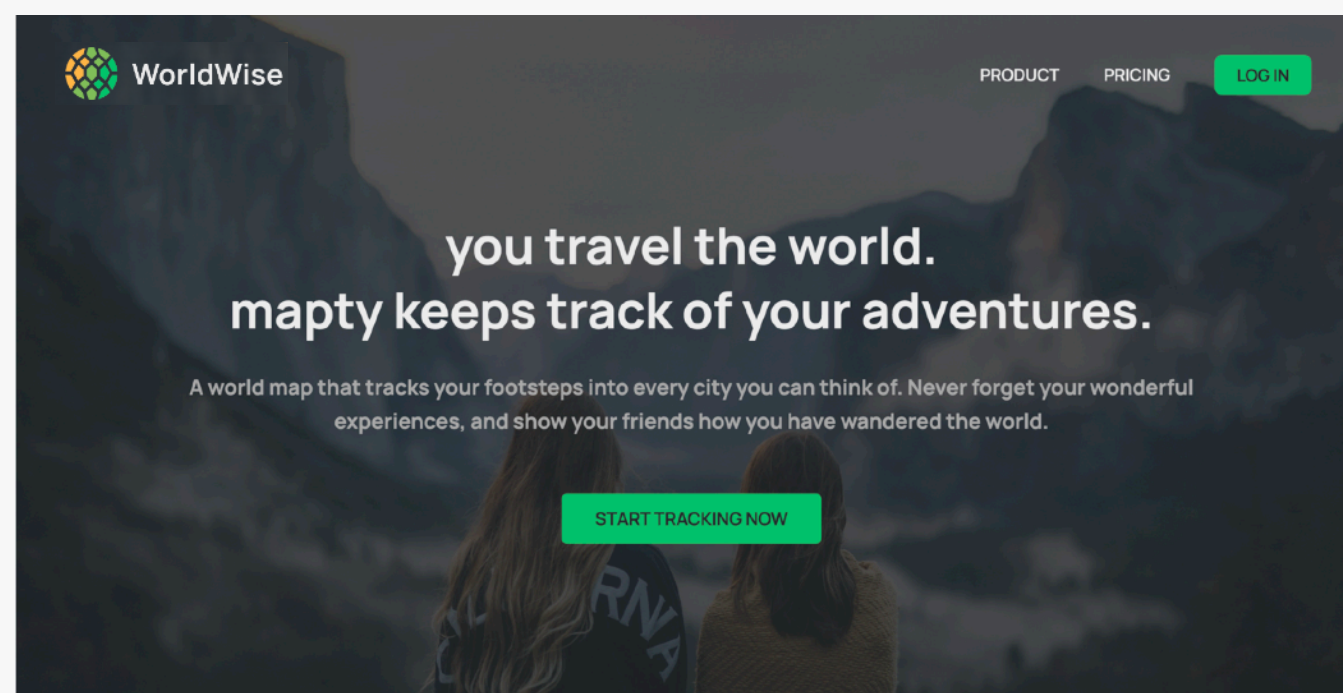 WorldWise
PRODUCT
PRICING
LOG IN
you travel the world.
mapty keeps track of your adventures.
A world map that tracks your footsteps into every city you can think of. Never forget your wonderful
experiences, and show your friends how you have wandered the world.
START TRACKING NOW
RNIA